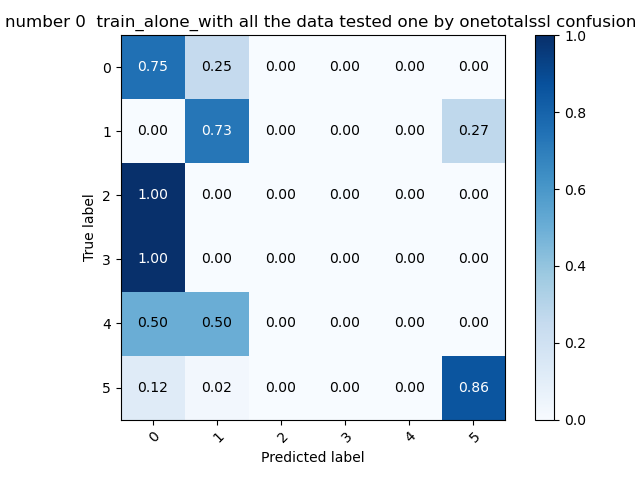 number 0  train_alone_with all the data tested one by onetotalssl confusion
1.0
0 0.75 0.25 0.00 0.00 0.00 0.00
0.8
1 0.00 0.73 0.00 0.00 0.00 0.27
2 1.00 0.00 0.00 0.00 0.00 0.00
0.6
True label
3 1.00 0.00 0.00 0.00 0.00 0.00
0.4
4 0.50 0.50 0.00 0.00 0.00 0.00
0.2
5 0.12 0.02 0.00 0.00 0.00 0.86
0.0
0 1 2 3 4 5
Predicted label